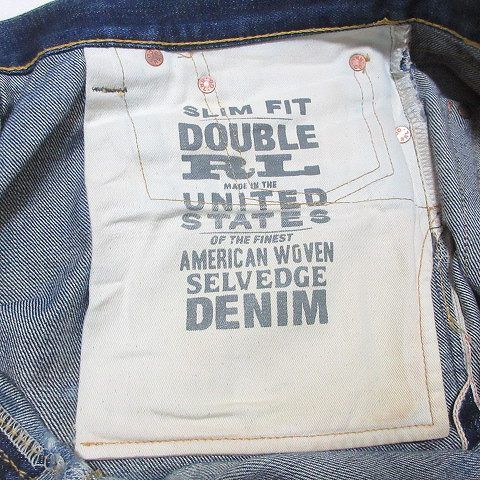 SLIM FIT
DOUBLE
RL
MADE IN THE
UNITED
STATES
OF THE FINEST
AMERICAN WOVEN
SELVEDGE
DENIM